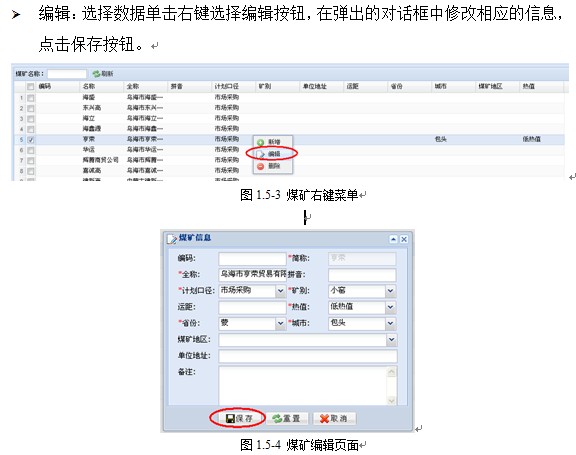 ➢ 编辑：选择数据单击右键选择编辑按钮，在弹出的对话框中修改相应的信息，
点击保存按钮。
煤矿名称： 刷新
编码 名称 全称 拼音 计划口径 矿别 单位地址 运距 省份 城市 煤矿地区 热值
1 海盛 乌海市海盛一 市场采购
2 东兴高 乌海市东兴一 市场采购
3 海立 乌海市海立一 市场采购
4 海鑫源 乌海市海鑫一 市场采购
5 亨荣 乌海市亨荣一 市场采购 包头 低热值
6 华运 乌海市华运一 市场采购
7 辉腾商贸公司 乌海市辉腾一 市场采购
8 嘉诚高 乌海市嘉诚一 市场采购
9 市场采购
新增
编辑
删除
图 1.5-3 煤矿右键菜单
煤矿信息
编码： *简称： 亨荣
*全称： 乌海市亨荣贸易有限 拼音：
*计划口径： 市场采购 *矿别： 小窑
运距： *热值： 低热值
*省份： 蒙 *城市： 包头
煤矿地区：
单位地址：
备注：
保存 重置 取消
图 1.5-4 煤矿编辑页面